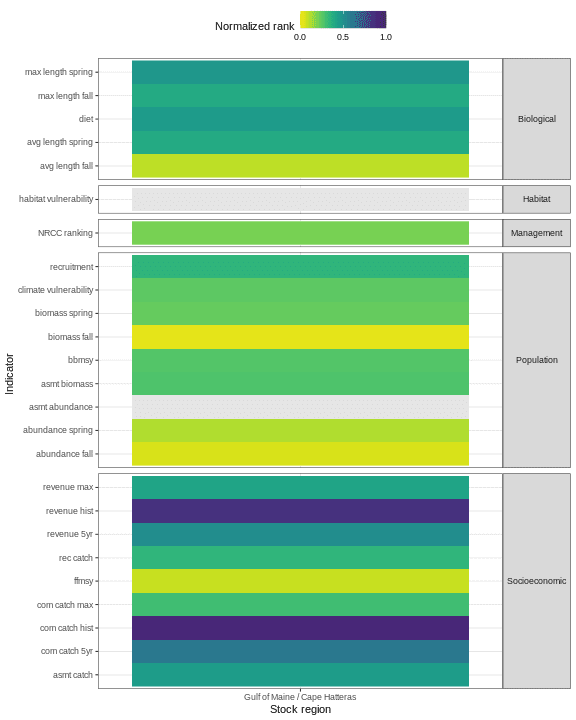 Normalized rank
0.0 0.5 1.0
max length spring
max length fall
diet
avg length spring
avg length fall
Biological
habitat vulnerability
Habitat
NRCC ranking
Management
recruitment
climate vulnerability
biomass spring
biomass fall
bbmsy
asmt biomass
asmt abundance
abundance spring
abundance fall
Population
revenue max
revenue hist
revenue 5yr
rec catch
ffmsy
com catch max
com catch hist
com catch 5yr
asmt catch
Socioeconomic
Indicator
Gulf of Maine / Cape Hatteras
Stock region